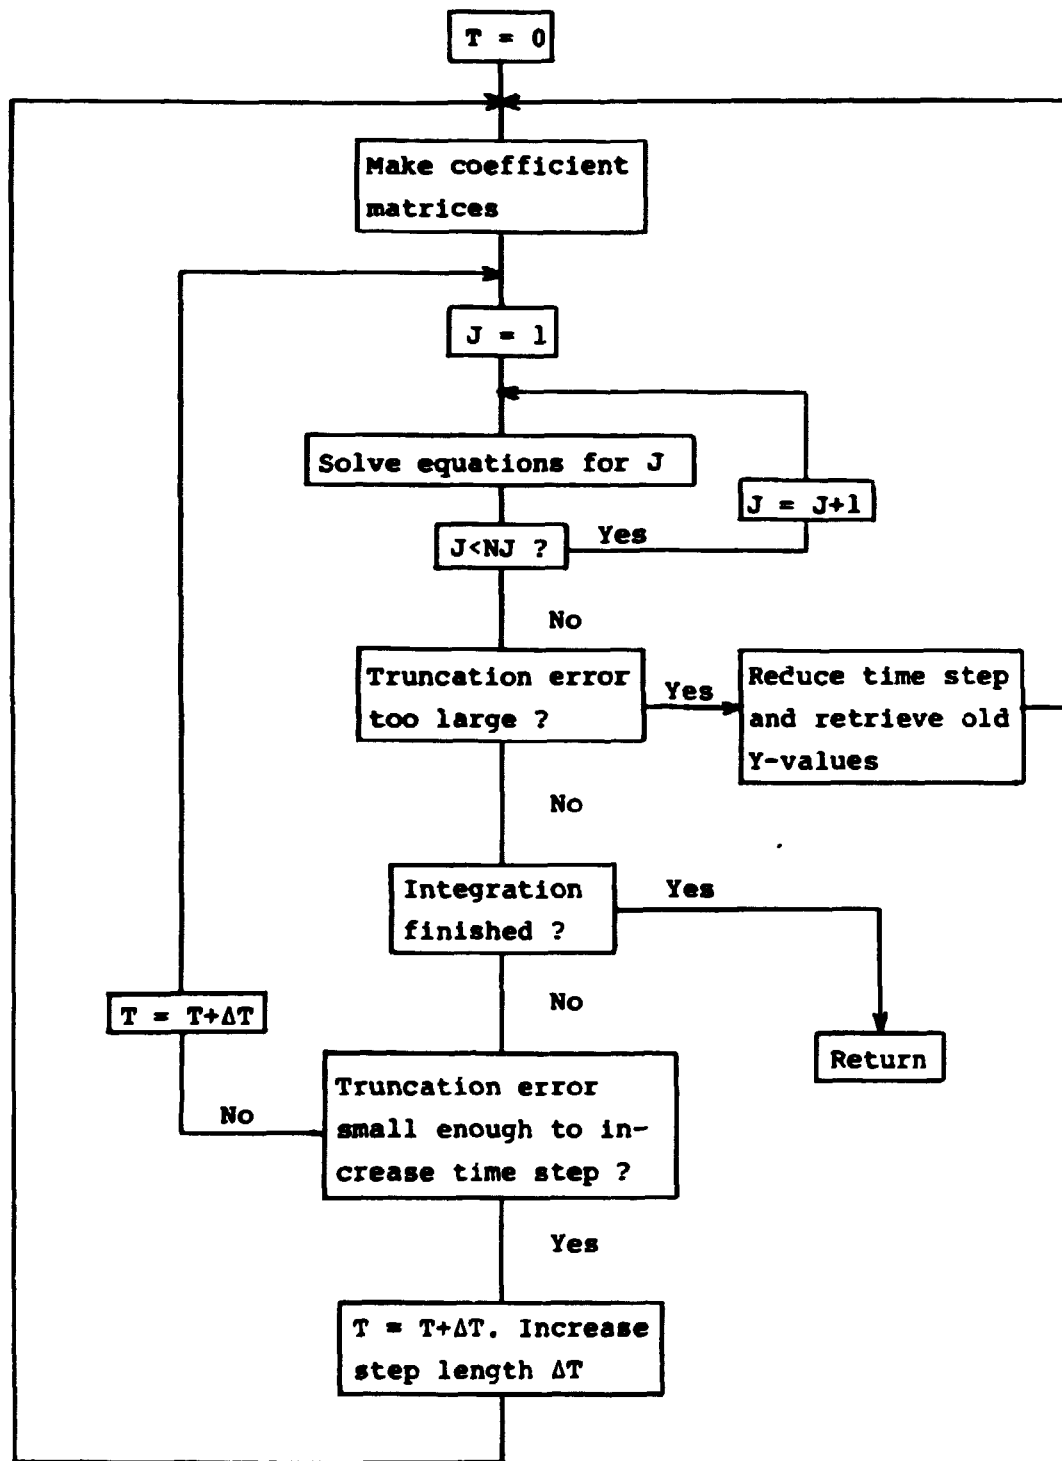 T = 0
Make coefficient
matrices
J = 1
Solve equations for J
J = J+1
J<NJ ?
Yes
No
Truncation error
too large ?
Yes
Reduce time step
and retrieve old
Y-values
No
Integration
finished ?
Yes
No
T = T+ΔT
Return
Truncation error
small enough to in-
crease time step ?
No
Yes
T = T+ΔT. Increase
step length ΔT